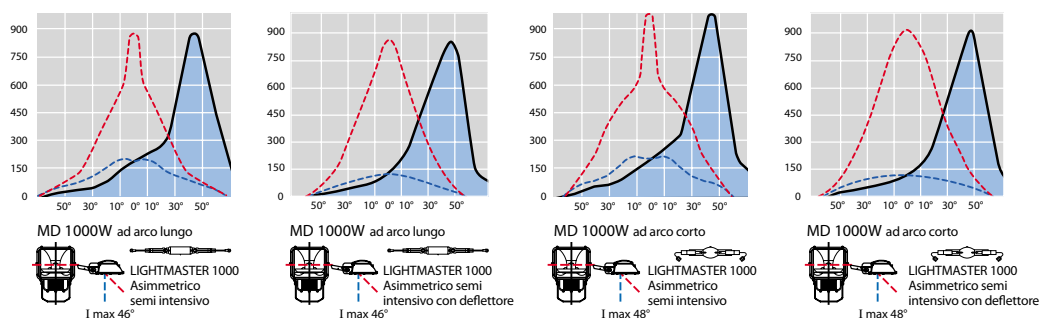 900
750
600
450
300
150
0
50° 30° 10° 0° 10° 30° 50°
MD 1000W ad arco lungo
LIGHTMASTER 1000
Asimmetrico
semi intensivo
I max 46°
900
750
600
450
300
150
0
50° 30° 10° 0° 10° 30° 50°
MD 1000W ad arco lungo
LIGHTMASTER 1000
Asimmetrico semi
intensivo con deflettore
I max 46°
900
750
600
450
300
150
0
50° 30° 10° 0° 10° 30° 50°
MD 1000W ad arco corto
LIGHTMASTER 1000
Asimmetrico
semi intensivo
I max 48°
900
750
600
450
300
150
0
50° 30° 10° 0° 10° 30° 50°
MD 1000W ad arco corto
LIGHTMASTER 1000
Asimmetrico semi
intensivo con deflettore
I max 48°